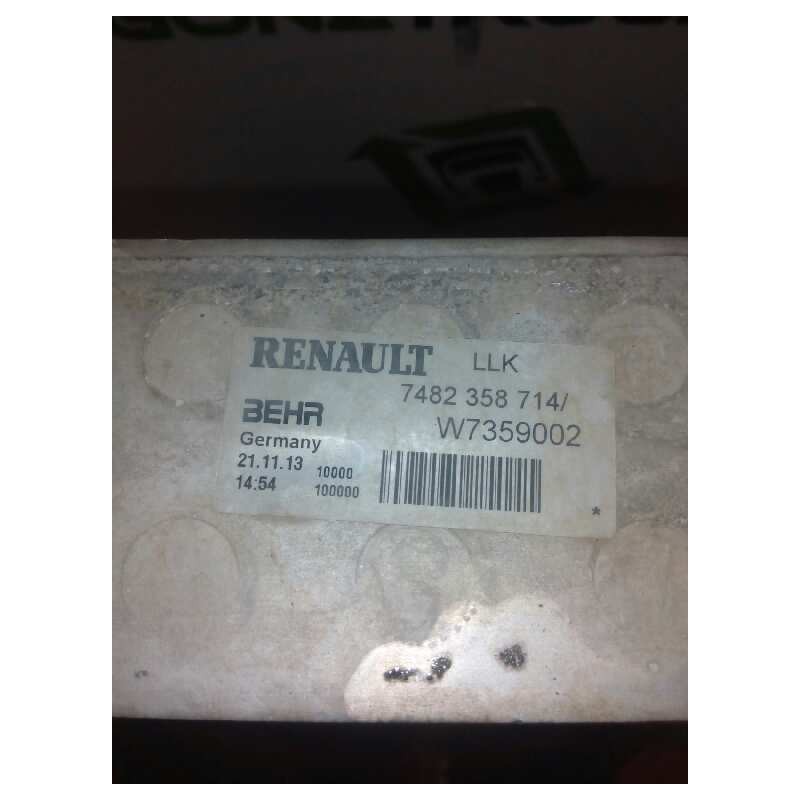 RENAULT LLK
7482 358 714/
BEHR W7359002
Germany
21.11.13 10000
14:54 100000
*